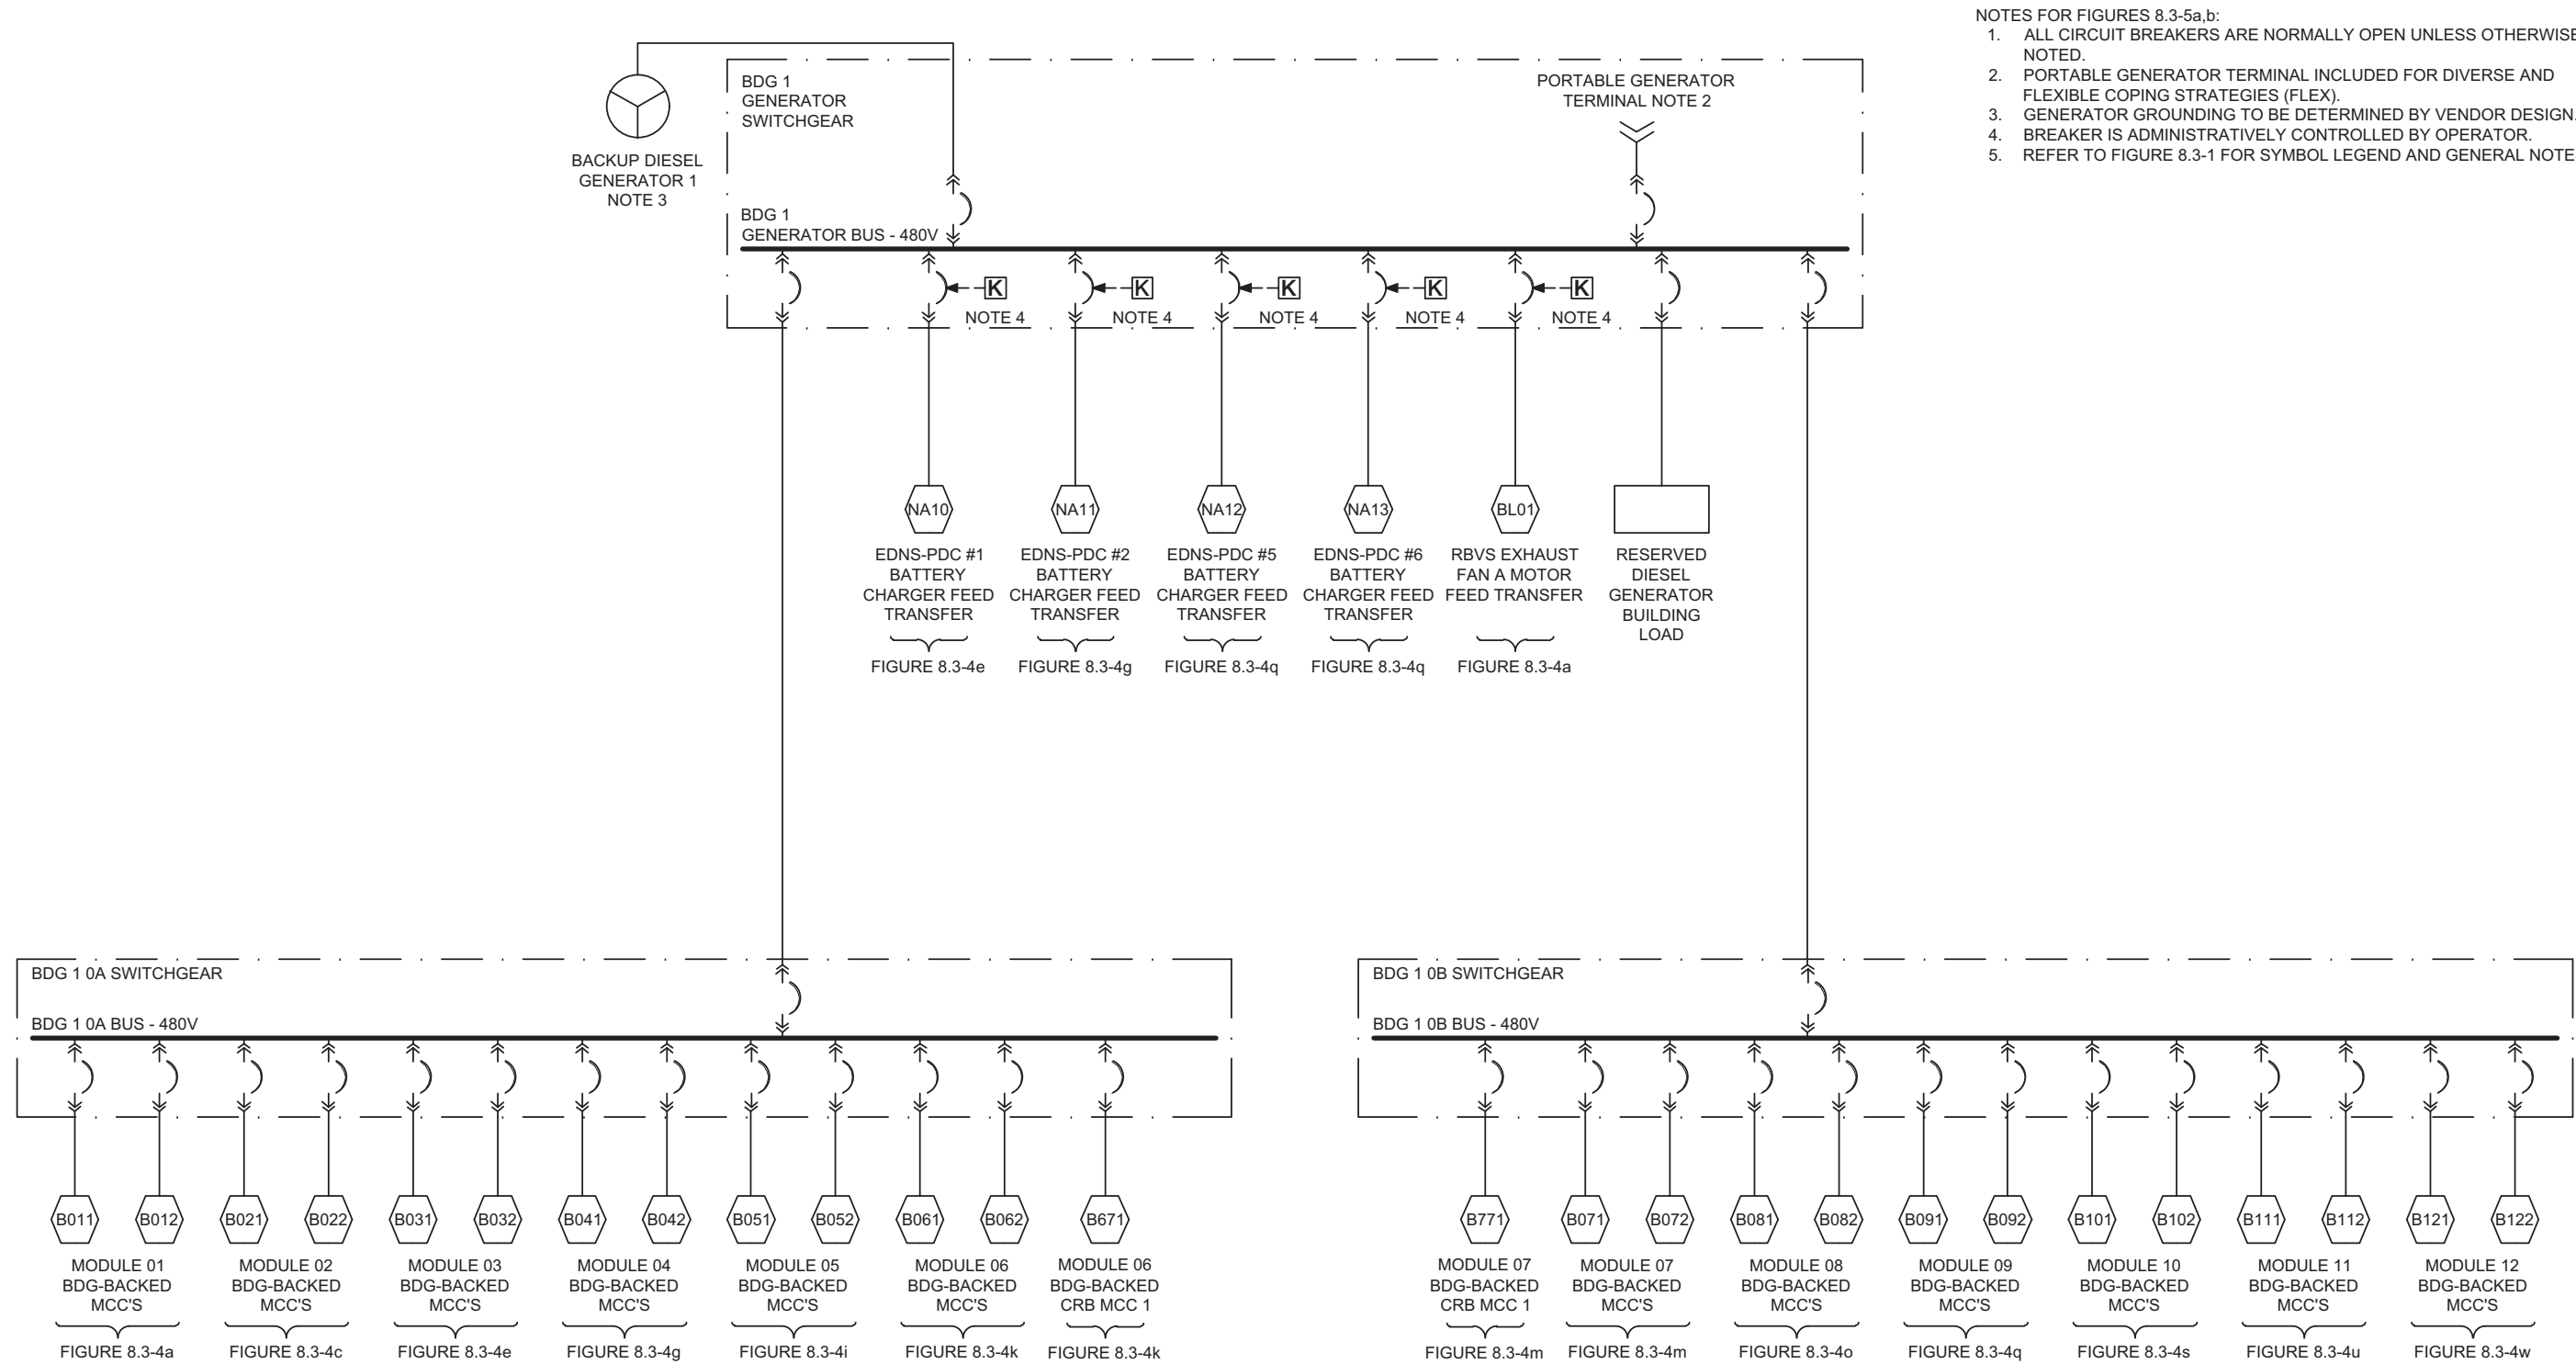 NOTES FOR FIGURES 8.3-5a,b:
1. ALL CIRCUIT BREAKERS ARE NORMALLY OPEN UNLESS OTHERWISE
NOTED.
2. PORTABLE GENERATOR TERMINAL INCLUDED FOR DIVERSE AND
FLEXIBLE COPING STRATEGIES (FLEX).
3. GENERATOR GROUNDING TO BE DETERMINED BY VENDOR DESIGN.
4. BREAKER IS ADMINISTRATIVELY CONTROLLED BY OPERATOR.
5. REFER TO FIGURE 8.3-1 FOR SYMBOL LEGEND AND GENERAL NOTE
BACKUP DIESEL
GENERATOR 1
NOTE 3
BDG 1
GENERATOR
SWITCHGEAR
PORTABLE GENERATOR
TERMINAL NOTE 2
BDG 1
GENERATOR BUS - 480V
K K K K K
NOTE 4 NOTE 4 NOTE 4 NOTE 4 NOTE 4
NA10 NA11 NA12 NA13 BL01
EDNS-PDC #1
BATTERY
CHARGER FEED
TRANSFER
FIGURE 8.3-4e
EDNS-PDC #2
BATTERY
CHARGER FEED
TRANSFER
FIGURE 8.3-4g
EDNS-PDC #5
BATTERY
CHARGER FEED
TRANSFER
FIGURE 8.3-4q
EDNS-PDC #6
BATTERY
CHARGER FEED
TRANSFER
FIGURE 8.3-4q
RBVS EXHAUST
FAN A MOTOR
FEED TRANSFER
FIGURE 8.3-4a
RESERVED
DIESEL
GENERATOR
BUILDING
LOAD
BDG 1 0A SWITCHGEAR
BDG 1 0A BUS - 480V
B011 B012 B021 B022 B031 B032 B041 B042 B051 B052 B061 B062 B671
MODULE 01
BDG-BACKED
MCC'S
FIGURE 8.3-4a
MODULE 02
BDG-BACKED
MCC'S
FIGURE 8.3-4c
MODULE 03
BDG-BACKED
MCC'S
FIGURE 8.3-4e
MODULE 04
BDG-BACKED
MCC'S
FIGURE 8.3-4g
MODULE 05
BDG-BACKED
MCC'S
FIGURE 8.3-4i
MODULE 06
BDG-BACKED
MCC'S
FIGURE 8.3-4k
MODULE 06
BDG-BACKED
CRB MCC 1
FIGURE 8.3-4k
BDG 1 0B SWITCHGEAR
BDG 1 0B BUS - 480V
B771 B071 B072 B081 B082 B091 B092 B101 B102 B111 B112 B121 B122
MODULE 07
BDG-BACKED
CRB MCC 1
FIGURE 8.3-4m
MODULE 07
BDG-BACKED
MCC'S
FIGURE 8.3-4m
MODULE 08
BDG-BACKED
MCC'S
FIGURE 8.3-4o
MODULE 09
BDG-BACKED
MCC'S
FIGURE 8.3-4q
MODULE 10
BDG-BACKED
MCC'S
FIGURE 8.3-4s
MODULE 11
BDG-BACKED
MCC'S
FIGURE 8.3-4u
MODULE 12
BDG-BACKED
MCC'S
FIGURE 8.3-4w